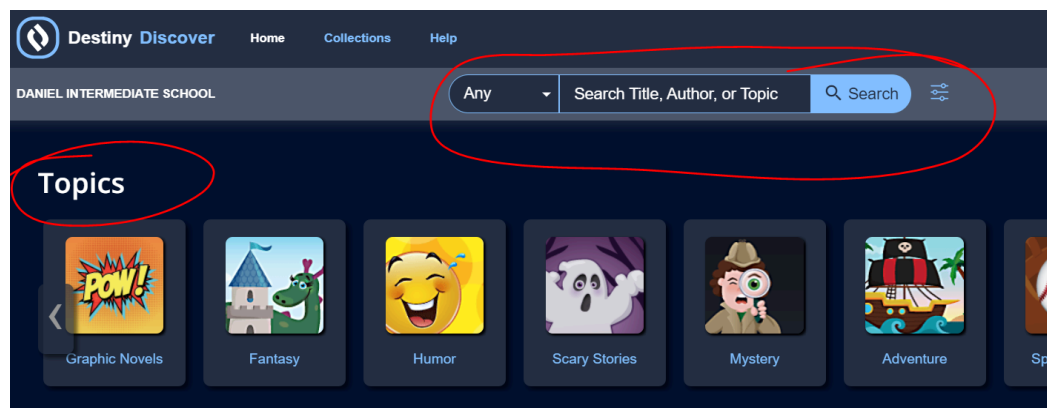 Destiny Discover Home Collections Help
DANIEL INTERMEDIATE SCHOOL
Any Search Title, Author, or Topic Search
Topics
POW!
Graphic Novels Fantasy Humor Scary Stories Mystery Adventure Sp